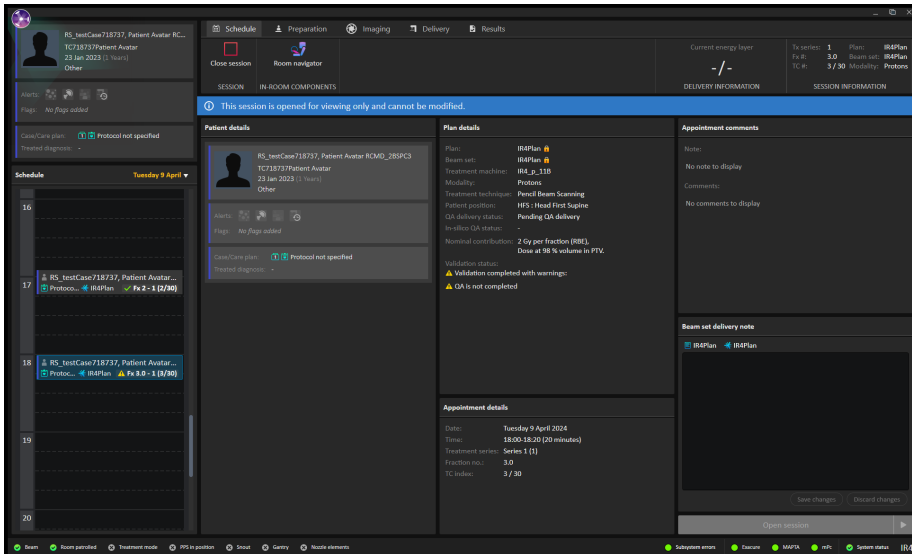 RS_testCase718737, Patient Avatar RC...
TC718737Patient Avatar
23 Jan 2023 (1 Years)
Other
Alerts:
Flags: No flags added
Case/Care plan: Protocol not specified
Treated diagnosis: -
Schedule Preparation Imaging Delivery Results
Close session
Room navigator
SESSION
IN-ROOM COMPONENTS
Current energy layer
-/-
DELIVERY INFORMATION
Tx series: 1 Plan: IR4Plan
Fx #: 3.0 Beam set: IR4Plan
TC #: 3 / 30 Modality: Protons
SESSION INFORMATION
This session is opened for viewing only and cannot be modified.
Schedule
Tuesday 9 April
16
17
RS_testCase718737, Patient Avatar...
Protoco... IR4Plan Fx 2 - 1 (2/30)
18
RS_testCase718737, Patient Avatar...
Protoc... IR4Plan Fx 3.0 - 1 (3/30)
19
20
Patient details
RS_testCase718737, Patient Avatar RCMD_2BSPC3
TC718737Patient Avatar
23 Jan 2023 (1 Years)
Other
Alerts:
Flags: No flags added
Case/Care plan: Protocol not specified
Treated diagnosis: -
Plan details
Plan: IR4Plan
Beam set: IR4Plan
Treatment machine: IR4_p_11B
Modality: Protons
Treatment technique: Pencil Beam Scanning
Patient position: HFS : Head First Supine
QA delivery status: Pending QA delivery
In-silico QA status: -
Nominal contribution: 2 Gy per fraction (RBE),
Dose at 98 % volume in PTV.
Validation status:
Validation completed with warnings:
QA is not completed
Appointment details
Date: Tuesday 9 April 2024
Time: 18:00-18:20 (20 minutes)
Treatment series: Series 1 (1)
Fraction no.: 3.0
TC index: 3 / 30
Appointment comments
Note:
No note to display
Comments:
No comments to display
Beam set delivery note
IR4Plan IR4Plan
Save changes
Discard changes
Open session
Beam Room patrolled Treatment mode PPS in position Snout Gantry Nozzle elements
Subsystem errors: Execure MAPTA mPc System status IR4